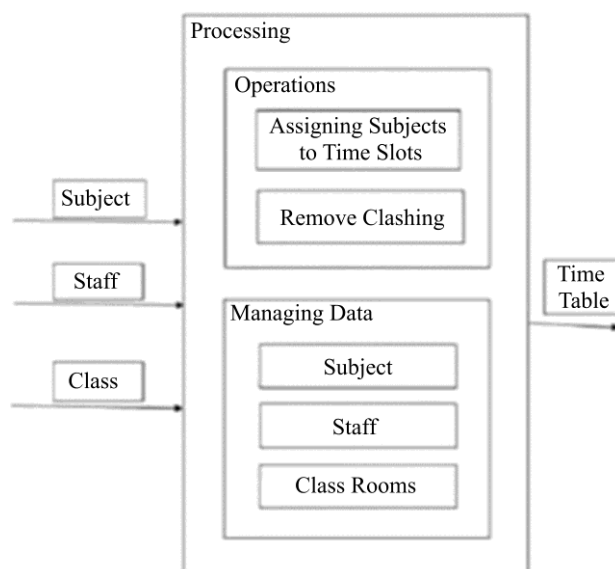 Processing
Operations
Assigning Subjects
to Time Slots
Remove Clashing
Subject
Staff
Class
Managing Data
Subject
Staff
Class Rooms
Time
Table